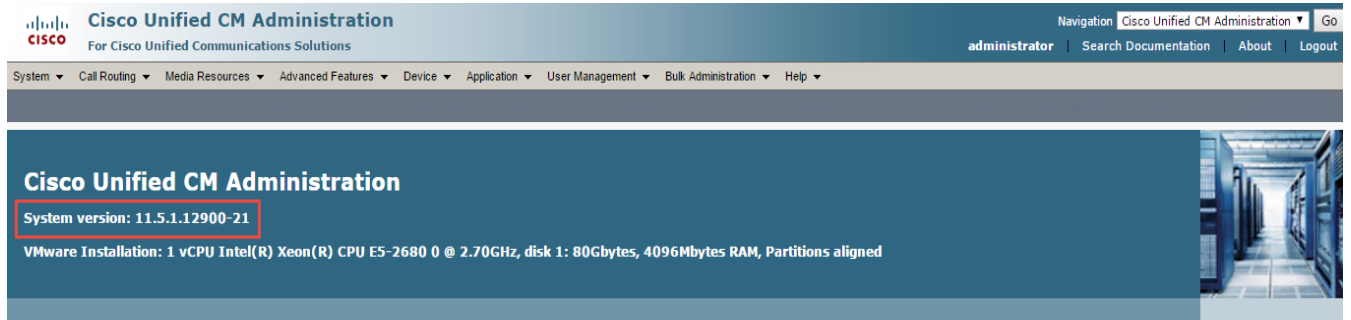 CISCO
Cisco Unified CM Administration
For Cisco Unified Communications Solutions
Navigation Cisco Unified CM Administration Go
administrator | Search Documentation | About | Logout
System Call Routing Media Resources Advanced Features Device Application User Management Bulk Administration Help
Cisco Unified CM Administration
System version: 11.5.1.12900-21
VMware Installation: 1 vCPU Intel(R) Xeon(R) CPU E5-2680 0 @ 2.70GHz, disk 1: 80Gbytes, 4096Mbytes RAM, Partitions aligned